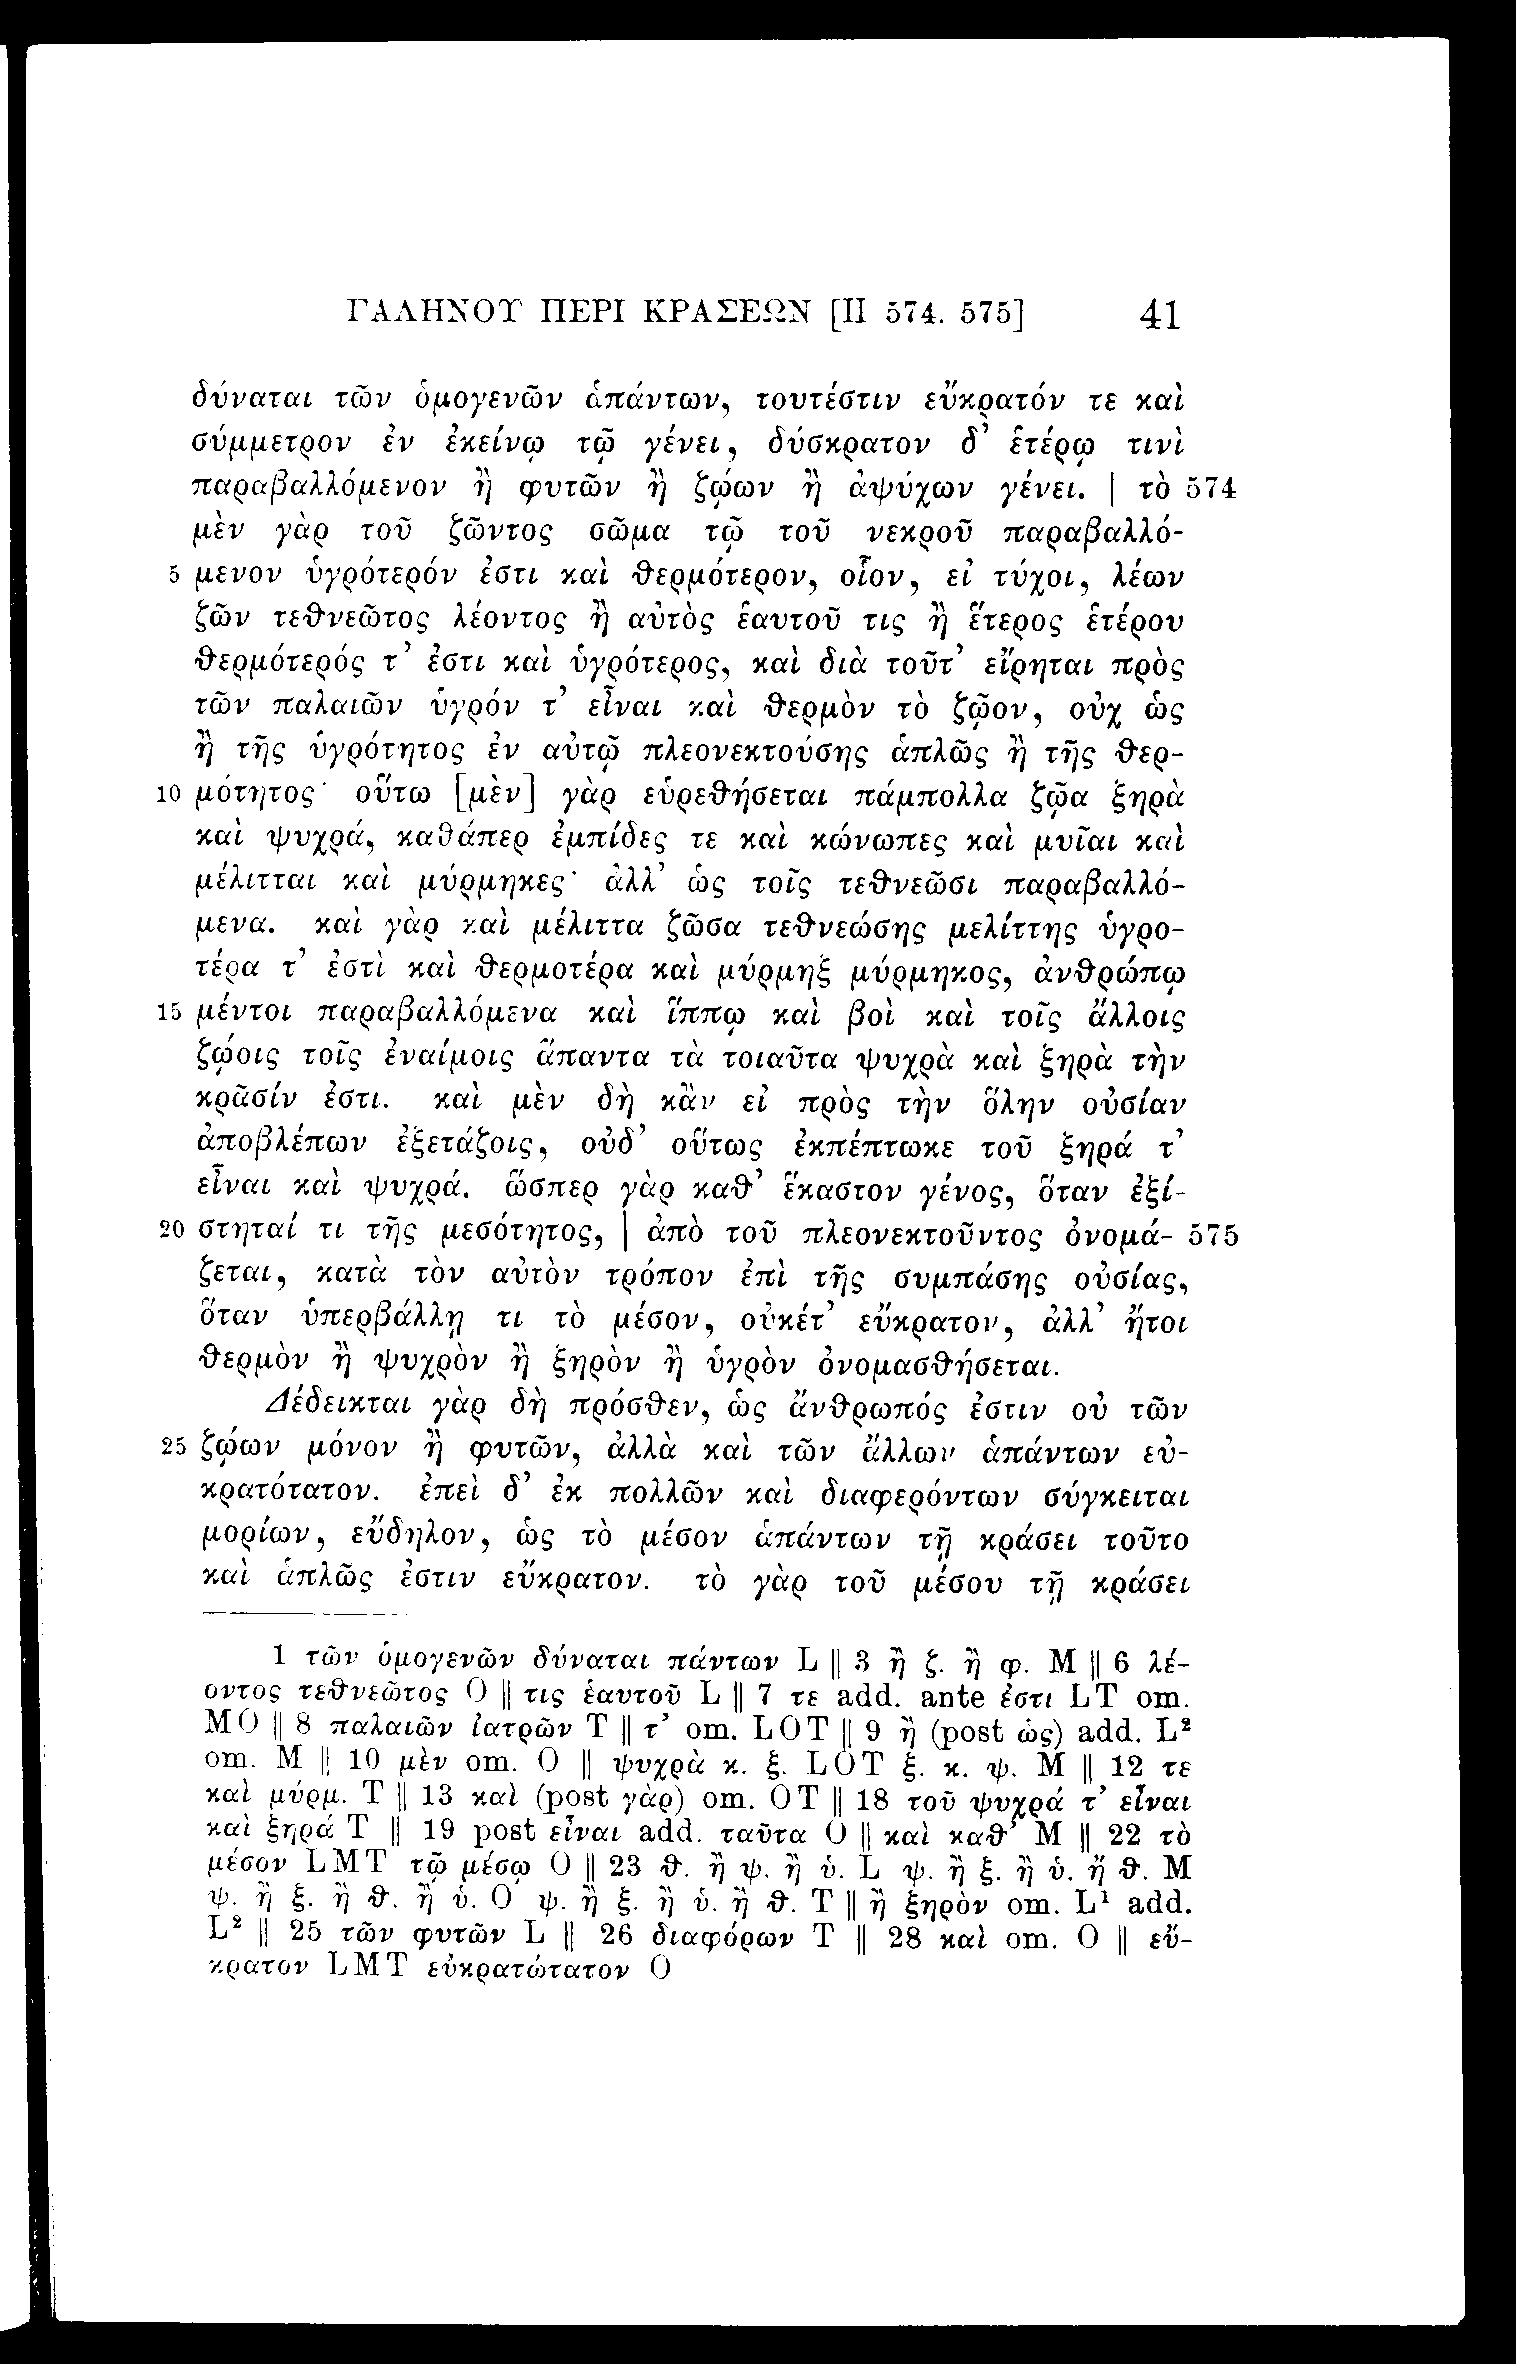 ΓΑΛΗΝΟΥ ΠΕΡΙ ΚΡΑΣΕΩΝ [II 574. 575] 41
δύναται τῶν ὁμογενῶν ἁπάντων, τουτέστιν εὔκρατόν τε καὶ
σύμμετρον ἐν ἐκείνῳ τῷ γένει, δύσκρατον δ’ ἑτέρῳ τινὶ
παραβαλλόμενον ἢ φυτῶν ἢ ζῴων ἢ ἀψύχων γένει. | τὸ 574
μὲν γὰρ τοῦ ζῶντος σῶμα τῷ τοῦ νεκροῦ παραβαλλό-
5 μενον ὑγρότερόν ἐστι καὶ θερμότερον, οἷον, εἰ τύχοι, λέων
ζῶν τεθνεῶτος λέοντος ἢ αὐτὸς ἑαυτοῦ τις ἢ ἕτερος ἑτέρου
θερμότερός τ’ ἐστι καὶ ὑγρότερος, καὶ διὰ τοῦτ’ εἴρηται πρὸς
τῶν παλαιῶν ὑγρόν τ’ εἶναι καὶ θερμὸν τὸ ζῷον, οὐχ ὡς
ἢ τῆς ὑγρότητος ἐν αὐτῷ πλεονεκτούσης ἁπλῶς ἢ τῆς θερ-
10 μότητος· οὕτω [μὲν] γὰρ εὑρεθήσεται πάμπολλα ζῷα ξηρὰ
καὶ ψυχρά, καθάπερ ἐμπίδες τε καὶ κώνωπες καὶ μυῖαι καὶ
μέλιτται καὶ μύρμηκες· ἀλλ’ ὡς τοῖς τεθνεῶσι παραβαλλό-
μενα. καὶ γὰρ καὶ μέλιττα ζῶσα τεθνεώσης μελίττης ὑγρο-
τέρα τ’ ἐστὶ καὶ θερμοτέρα καὶ μύρμηξ μύρμηκος, ἀνθρώπῳ
15 μέντοι παραβαλλόμενα καὶ ἵππῳ καὶ βοὶ καὶ τοῖς ἄλλοις
ζῴοις τοῖς ἐναίμοις ἅπαντα τὰ τοιαῦτα ψυχρὰ καὶ ξηρὰ τὴν
κρᾶσίν ἐστι. καὶ μὲν δὴ κἂν εἰ πρὸς τὴν ὅλην οὐσίαν
ἀποβλέπων ἐξετάζοις, οὐδ’ οὕτως ἐκπέπτωκε τοῦ ξηρά τ’
εἶναι καὶ ψυχρά. ὥσπερ γὰρ καθ’ ἕκαστον γένος, ὅταν ἐξί-
20 στηταί τι τῆς μεσότητος, | ἀπὸ τοῦ πλεονεκτοῦντος ὀνομά- 575
ζεται, κατὰ τὸν αὐτὸν τρόπον ἐπὶ τῆς συμπάσης οὐσίας,
ὅταν ὑπερβάλλῃ τι τὸ μέσον, οὐκέτ’ εὔκρατον, ἀλλ’ ἤτοι
θερμὸν ἢ ψυχρὸν ἢ ξηρὸν ἢ ὑγρὸν ὀνομασθήσεται.
Δέδεικται γὰρ δὴ πρόσθεν, ὡς ἄνθρωπός ἐστιν οὐ τῶν
25 ζῴων μόνον ἢ φυτῶν, ἀλλὰ καὶ τῶν ἄλλων ἁπάντων εὐ-
κρατότατον. ἐπεὶ δ’ ἐκ πολλῶν καὶ διαφερόντων σύγκειται
μορίων, εὔδηλον, ὡς τὸ μέσον ἁπάντων τῇ κράσει τοῦτο
καὶ ἁπλῶς ἐστιν εὔκρατον. τὸ γὰρ τοῦ μέσου τῇ κράσει
1 τῶν ὁμογενῶν δύναται πάντων L || 3 ἢ ζ. ἢ φ. M || 6 λέ-
οντος τεθνεῶτος O || τις ἑαυτοῦ L || 7 τε add. ante ἐστι LT om.
MO || 8 παλαιῶν ἰατρῶν T || τ’ om. LOT || 9 ἢ (post ὡς) add. L²
om. M || 10 μὲν om. O || ψυχρὰ κ. ξ. LOT ξ. κ. ψ. M || 12 τε
καὶ μύρμ. T || 13 καὶ (post γὰρ) om. OT || 18 τοῦ ψυχρά τ’ εἶναι
καὶ ξηρά T || 19 post εἶναι add. ταῦτα O || καὶ καθ’ M || 22 τὸ
μέσον LMT τῷ μέσῳ O || 23 θ. ἢ ψ. ἢ ὑ. L ψ. ἢ ξ. ἢ ὑ. ἤ θ. M
ψ. ἢ ξ. ἢ θ. ἢ ὑ. O ψ. ἢ ξ. ἢ ὑ. ἢ θ. T || ἢ ξηρὸν om. L¹ add.
L² || 25 τῶν φυτῶν L || 26 διαφόρων T || 28 καὶ om. O || εὔ-
κρατον LMT εὐκρατώτατον O